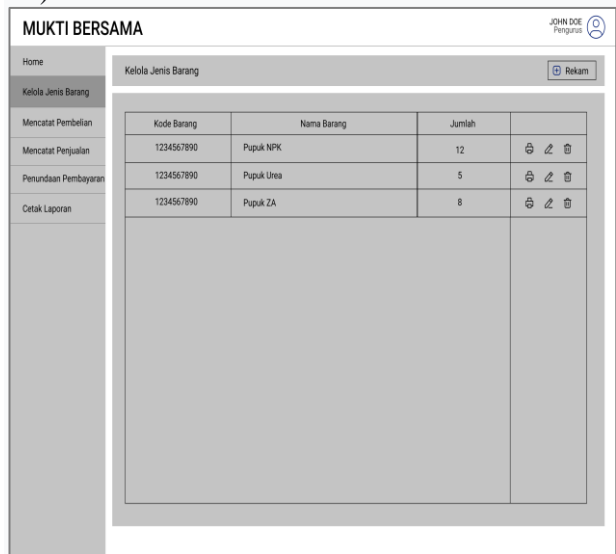 MUKTI BERSAMA
JOHN DOE
Pengurus
Home
Kelola Jenis Barang
Mencatat Pembelian
Mencatat Penjualan
Penundaan Pembayaran
Cetak Laporan
Kelola Jenis Barang
Rekam
Kode Barang Nama Barang Jumlah
1234567890 Pupuk NPK 12
1234567890 Pupuk Urea 5
1234567890 Pupuk ZA 8